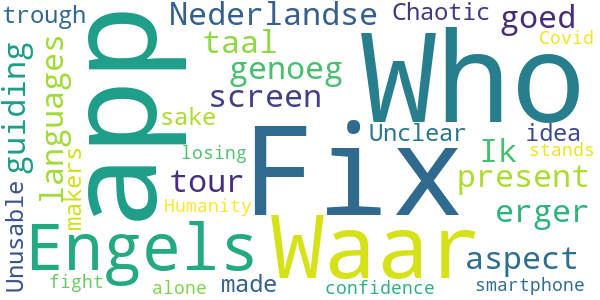 trough
Nederlandse
Chaotic
goed
app
Who
Covid
guiding
languages
taal
genoeg
screen
sake
Fix
Unclear
idea
Ik
stands
makers
losing
tour
present
Unusable
Humanity
erger
Engels
Waar
aspect
fight
alone
made
confidence
smartphone